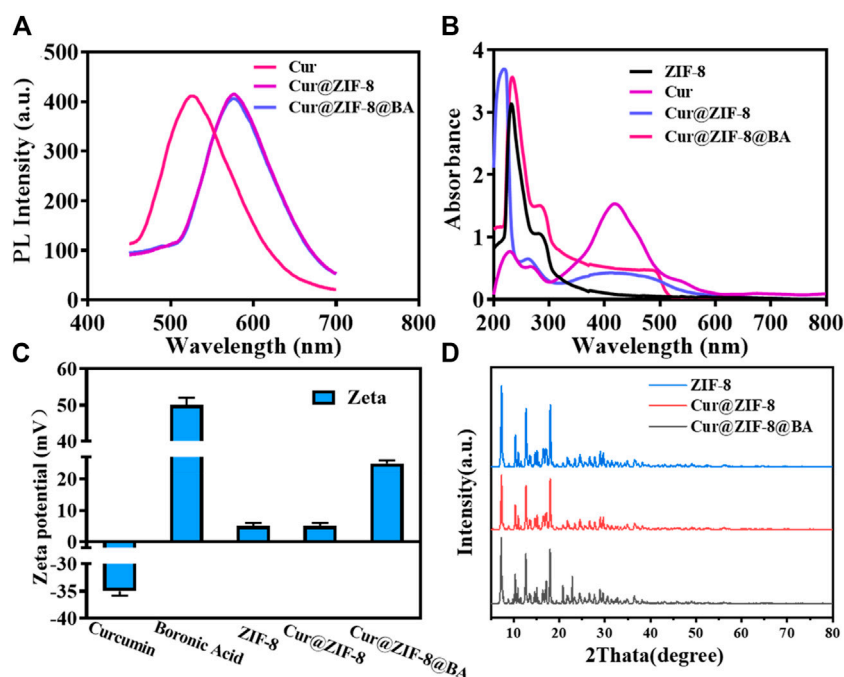 A
500
400
300
200
100
0
PL Intensity (a.u.)
Cur
Cur@ZIF-8
Cur@ZIF-8@BA
400 500 600 700 800
Wavelength (nm)
B
4
3
2
1
0
Absorbance
ZIF-8
Cur
Cur@ZIF-8
Cur@ZIF-8@BA
200 300 400 500 600 700 800
Wavelength (nm)
C
60
50
40
20
10
0
-30
-35
-40
Zeta potential (mV)
Zeta
Curcumin
Boronic Acid
ZIF-8
Cur@ZIF-8
Cur@ZIF-8@BA
D
Intensity(a.u.)
ZIF-8
Cur@ZIF-8
Cur@ZIF-8@BA
10 20 30 40 50 60 70 80
2Thata(degree)